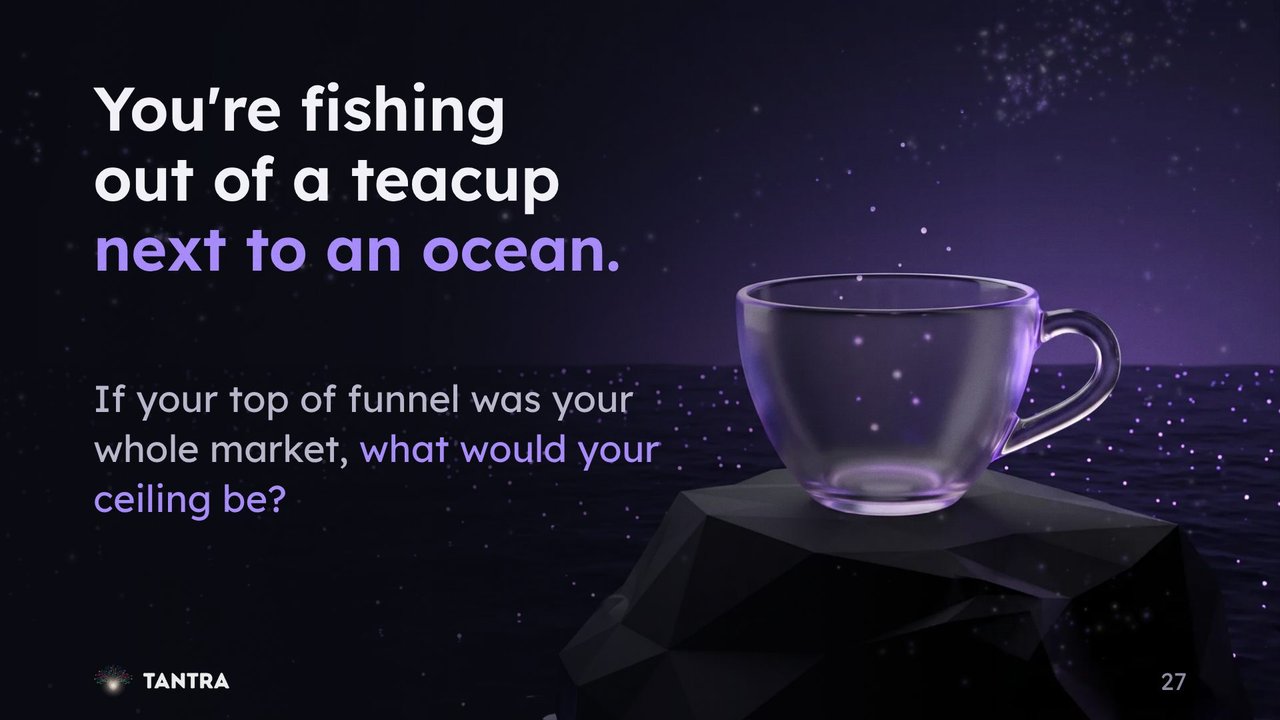 You're fishing
out of a teacup
next to an ocean.
If your top of funnel was your
whole market, what would your
ceiling be?
TANTRA
27